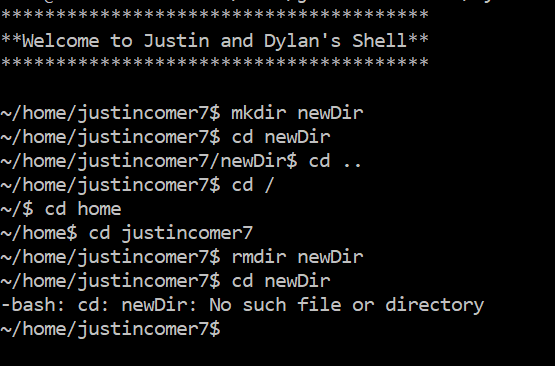 ***************************************
**Welcome to Justin and Dylan's Shell**
***************************************
~/home/justincomer7$ mkdir newDir
~/home/justincomer7$ cd newDir
~/home/justincomer7/newDir$ cd ..
~/home/justincomer7$ cd /
~/$ cd home
~/home$ cd justincomer7
~/home/justincomer7$ rmdir newDir
~/home/justincomer7$ cd newDir
-bash: cd: newDir: No such file or directory
~/home/justincomer7$